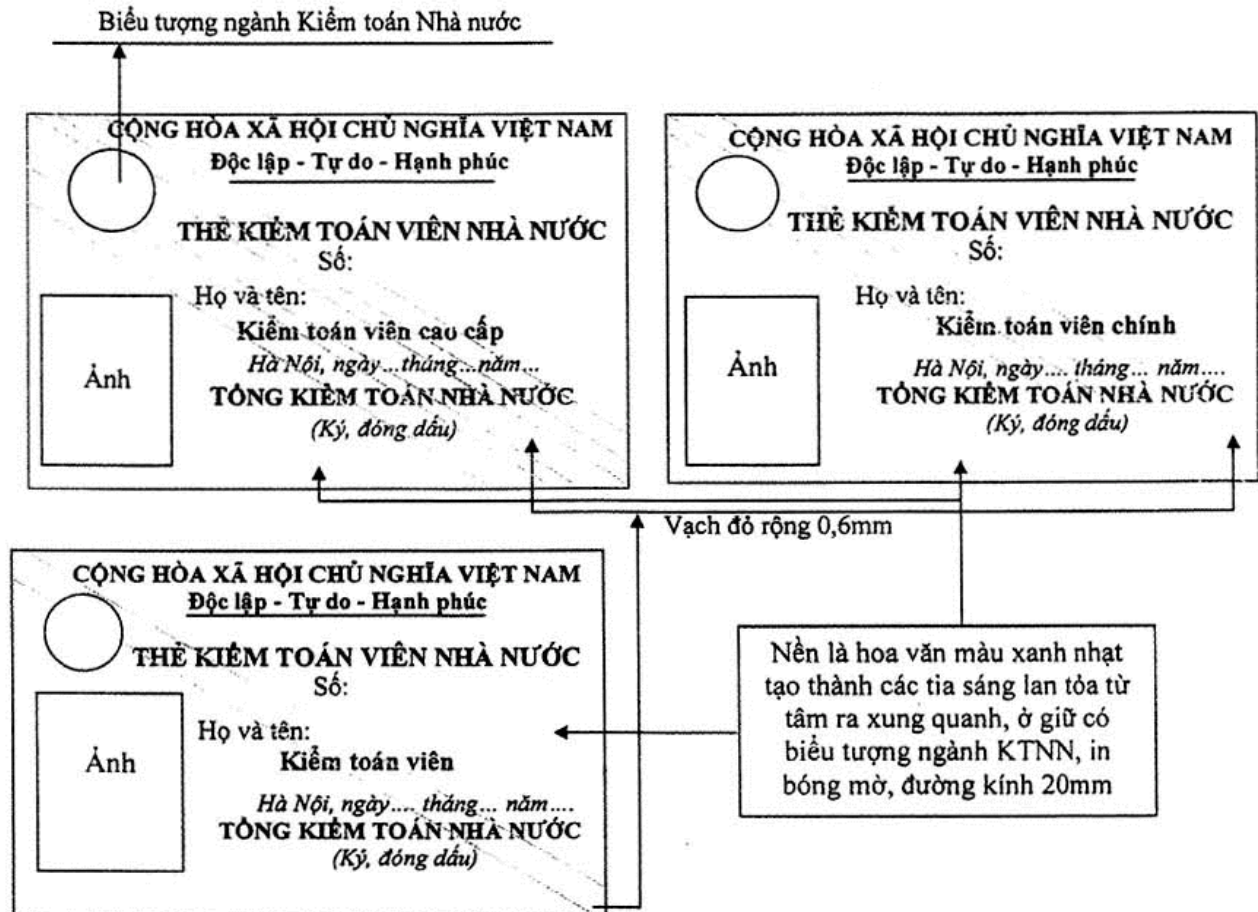 Biểu tượng ngành Kiểm toán Nhà nước
CỘNG HÒA XÃ HỘI CHỦ NGHĨA VIỆT NAM
Độc lập - Tự do - Hạnh phúc
THẺ KIỂM TOÁN VIÊN NHÀ NƯỚC
Số:
Họ và tên:
Kiểm toán viên cao cấp
Hà Nội, ngày...tháng...năm...
TỔNG KIỂM TOÁN NHÀ NƯỚC
(Ký, đóng dấu)
Ảnh
CỘNG HÒA XÃ HỘI CHỦ NGHĨA VIỆT NAM
Độc lập - Tự do - Hạnh phúc
THẺ KIỂM TOÁN VIÊN NHÀ NƯỚC
Số:
Họ và tên:
Kiểm toán viên chính
Hà Nội, ngày.... tháng... năm....
TỔNG KIỂM TOÁN NHÀ NƯỚC
(Ký, đóng dấu)
Ảnh
Vạch đỏ rộng 0,6mm
CỘNG HÒA XÃ HỘI CHỦ NGHĨA VIỆT NAM
Độc lập - Tự do - Hạnh phúc
THẺ KIỂM TOÁN VIÊN NHÀ NƯỚC
Số:
Họ và tên:
Kiểm toán viên
Hà Nội, ngày.... tháng... năm....
TỔNG KIỂM TOÁN NHÀ NƯỚC
(Ký, đóng dấu)
Ảnh
Nền là hoa văn màu xanh nhạt
tạo thành các tia sáng lan tỏa từ
tâm ra xung quanh, ở giữ có
biểu tượng ngành KTNN, in
bóng mờ, đường kính 20mm